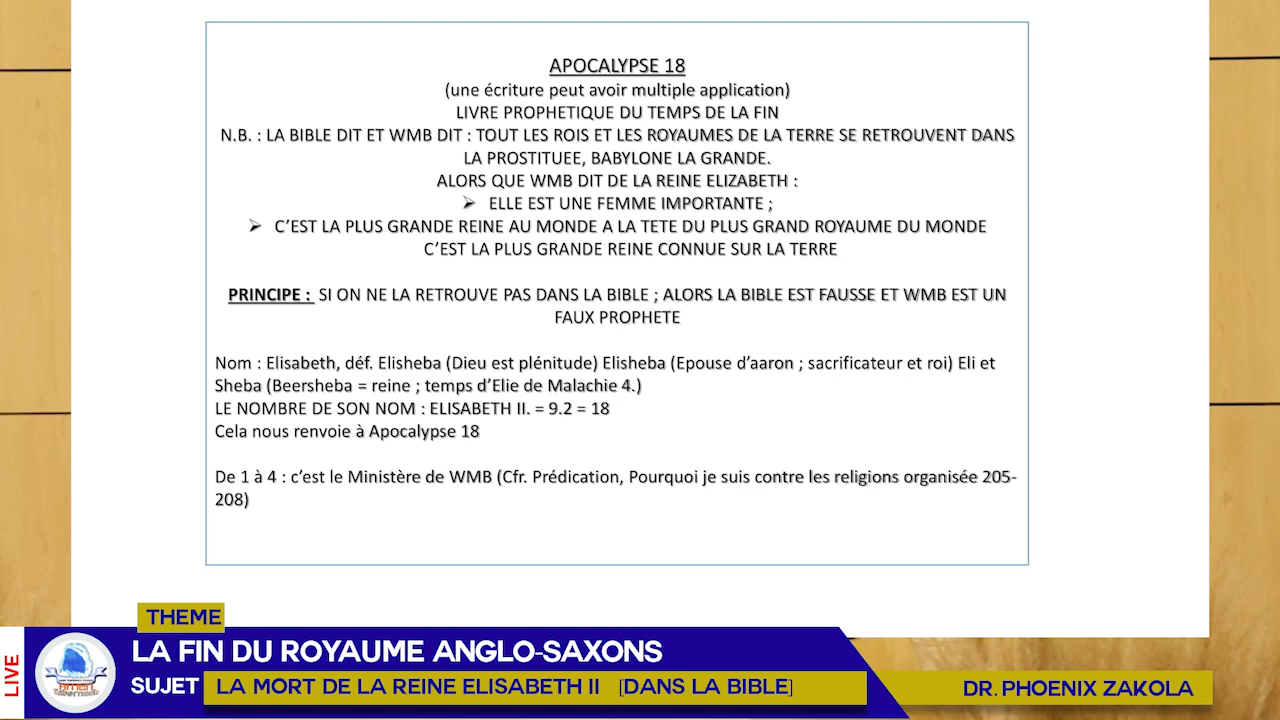 APOCALYPSE 18
(une écriture peut avoir multiple application)
LIVRE PROPHETIQUE DU TEMPS DE LA FIN
N.B. : LA BIBLE DIT ET WMB DIT : TOUT LES ROIS ET LES ROYAUMES DE LA TERRE SE RETROUVENT DANS
LA PROSTITUEE, BABYLONE LA GRANDE.
ALORS QUE WMB DIT DE LA REINE ELIZABETH :
➢ ELLE EST UNE FEMME IMPORTANTE ;
➢ C’EST LA PLUS GRANDE REINE AU MONDE A LA TETE DU PLUS GRAND ROYAUME DU MONDE
C’EST LA PLUS GRANDE REINE CONNUE SUR LA TERRE
PRINCIPE : SI ON NE LA RETROUVE PAS DANS LA BIBLE ; ALORS LA BIBLE EST FAUSSE ET WMB EST UN
FAUX PROPHETE
Nom : Elisabeth, déf. Elisheba (Dieu est plénitude) Elisheba (Epouse d’aaron ; sacrificateur et roi) Eli et
Sheba (Beersheba = reine ; temps d’Elie de Malachie 4.)
LE NOMBRE DE SON NOM : ELISABETH II. = 9.2 = 18
Cela nous renvoie à Apocalypse 18
De 1 à 4 : c’est le Ministère de WMB (Cfr. Prédication, Pourquoi je suis contre les religions organisée 205-
208)
THEME
LA FIN DU ROYAUME ANGLO-SAXONS
SUJET LA MORT DE LA REINE ELISABETH II [DANS LA BIBLE]
DR. PHOENIX ZAKOLA
LIVE